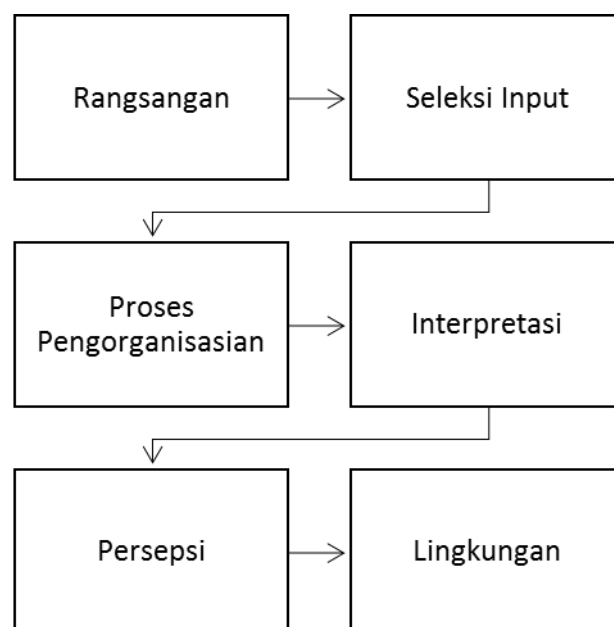 Rangsangan
Seleksi Input
Proses
Pengorganisasian
Interpretasi
Persepsi
Lingkungan